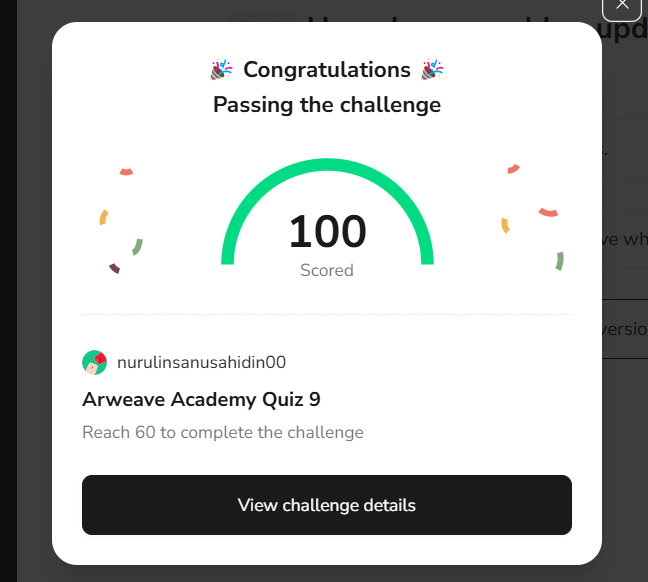 Congratulations
Passing the challenge
100
Scored
nurulinsanusahidin00
Arweave Academy Quiz 9
Reach 60 to complete the challenge
View challenge details